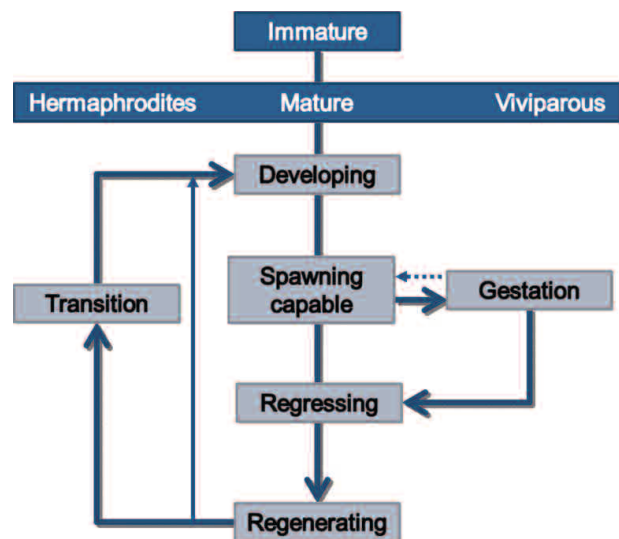 Immature
Hermaphrodites Mature Viviparous
Developing
Spawning
capable
Gestation
Transition
Regressing
Regenerating